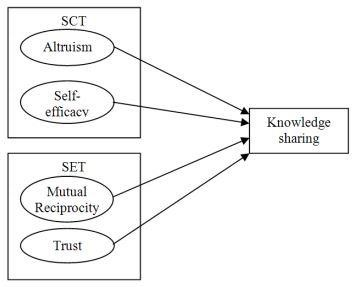 SCT
Altruism
Self-
efficacy
Knowledge
sharing
SET
Mutual
Reciprocity
Trust